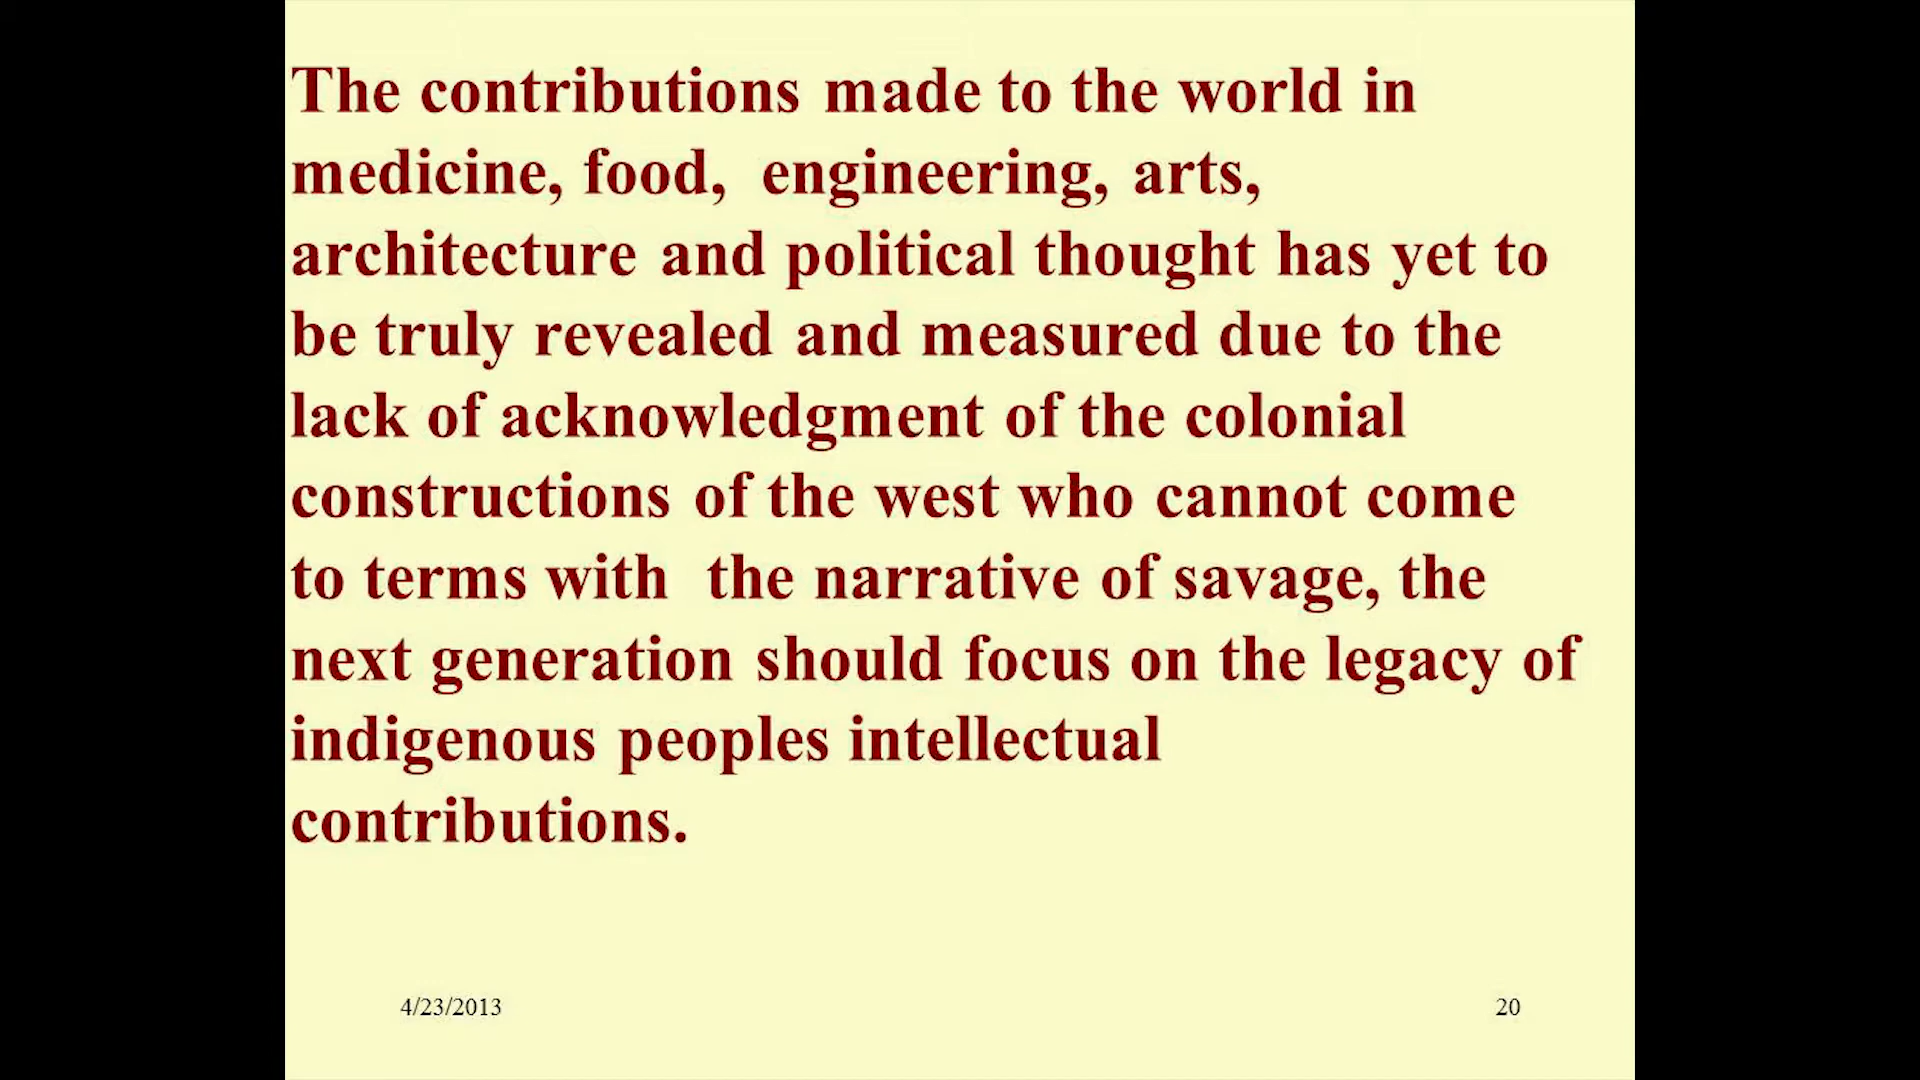 The contributions made to the world in
medicine, food,  engineering, arts,
architecture and political thought has yet to
be truly revealed and measured due to the
lack of acknowledgment of the colonial
constructions of the west who cannot come
to terms with  the narrative of savage, the
next generation should focus on the legacy of
indigenous peoples intellectual
contributions.
4/23/2013
20